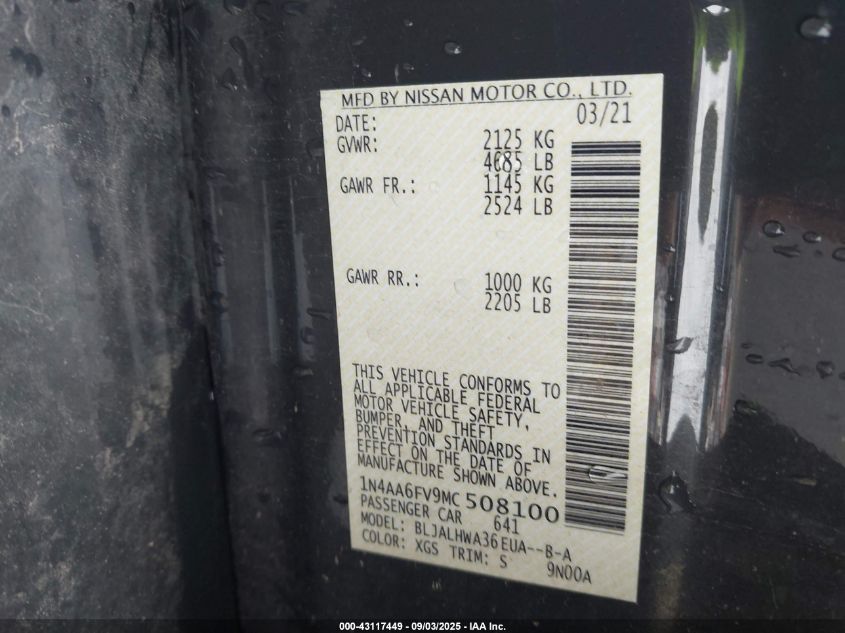 MFD BY NISSAN MOTOR CO., LTD.
DATE: 03/21
GVWR: 2125 KG
4685 LB
GAWR FR.: 1145 KG
2524 LB
GAWR RR.: 1000 KG
2205 LB
THIS VEHICLE CONFORMS TO
ALL APPLICABLE FEDERAL
MOTOR VEHICLE SAFETY,
BUMPER, AND THEFT
PREVENTION STANDARDS IN
EFFECT ON THE DATE OF
MANUFACTURE SHOWN ABOVE.
1N4AA6FV9MC508100
PASSENGER CAR 641
MODEL: BLJALHWA36EUA--B-A
COLOR: XGS TRIM: S 9N00A
000-43117449 - 09/03/2025 - IAA Inc.